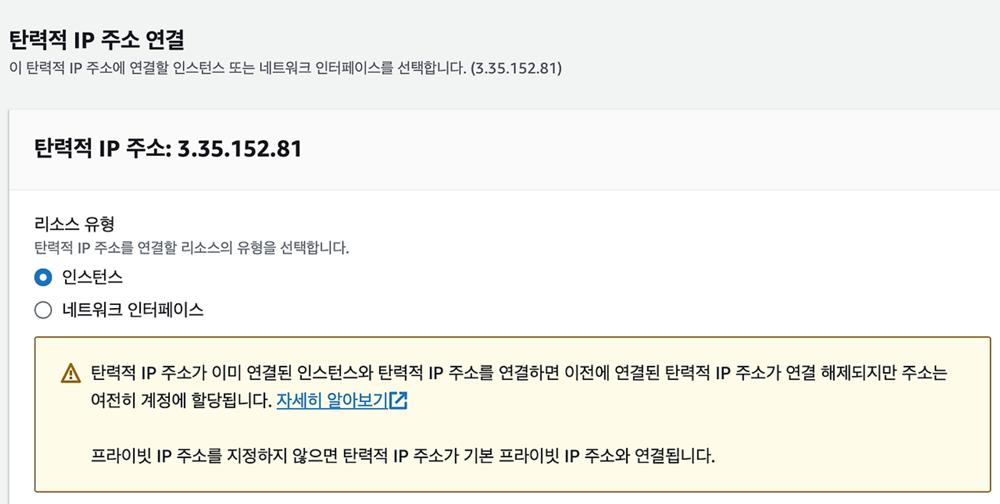 탄력적 IP 주소 연결
이 탄력적 IP 주소에 연결할 인스턴스 또는 네트워크 인터페이스를 선택합니다. (3.35.152.81)
탄력적 IP 주소: 3.35.152.81
리소스 유형
탄력적 IP 주소를 연결할 리소스의 유형을 선택합니다.
인스턴스
네트워크 인터페이스
탄력적 IP 주소가 이미 연결된 인스턴스와 탄력적 IP 주소를 연결하면 이전에 연결된 탄력적 IP 주소가 연결 해제되지만 주소는
여전히 계정에 할당됩니다. 자세히 알아보기
프라이빗 IP 주소를 지정하지 않으면 탄력적 IP 주소가 기본 프라이빗 IP 주소와 연결됩니다.